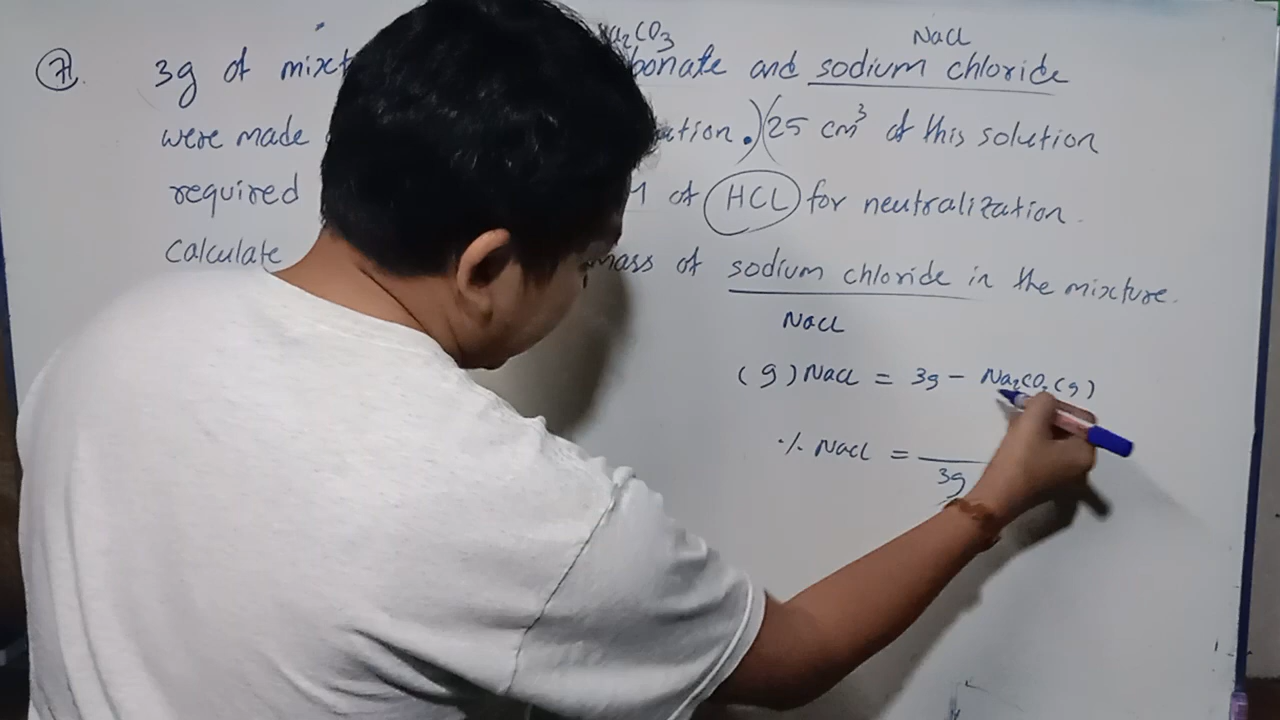 Na2CO3 NaCl
7. 3g of mixt bonate and sodium chloride
were made ution. (25 cm³ of this solution
required M of HCL for neutralization.
Calculate mass of sodium chloride in the mixture.
NaCl
(g) NaCl = 3g - Na2CO3 (g)
·/. NaCl =
3g